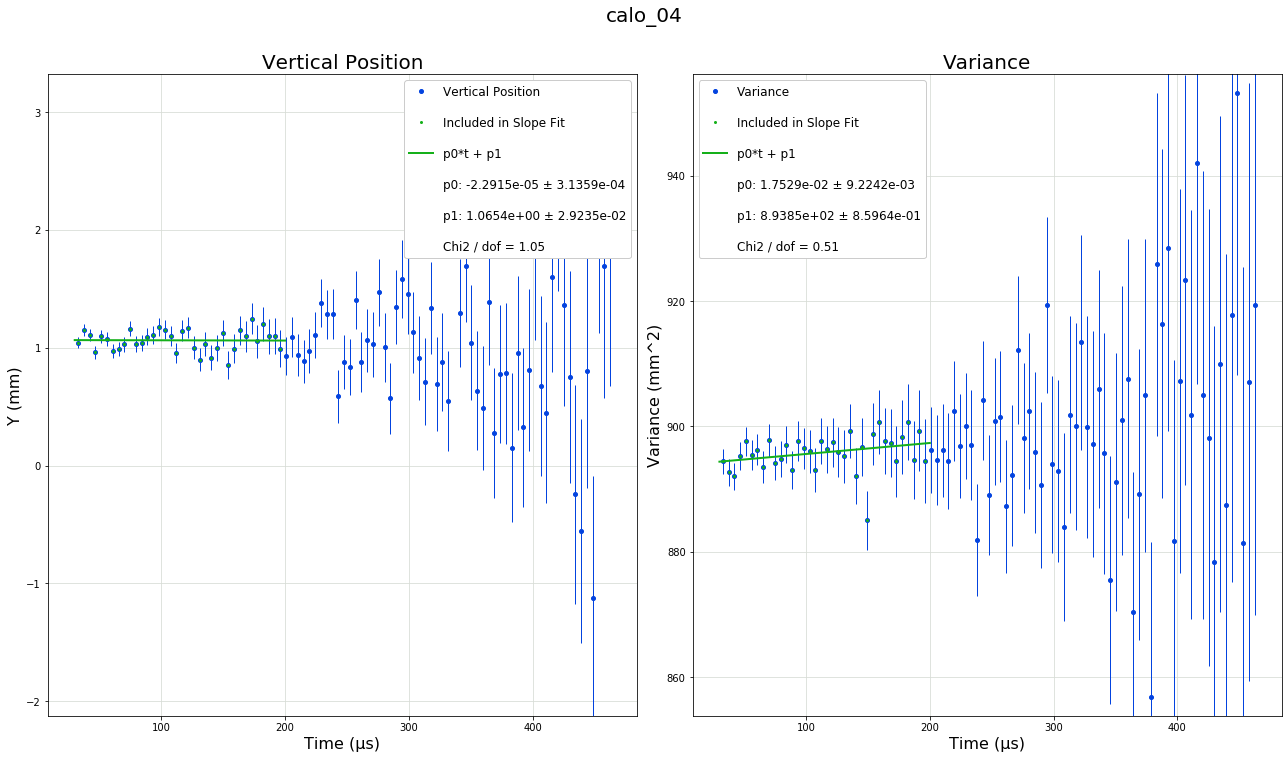 calo_04
Vertical Position
Y (mm)
3
2
1
0
−1
−2
100
200
300
400
Time (µs)
Vertical Position
Included in Slope Fit
p0*t + p1
p0: -2.2915e-05 ± 3.1359e-04
p1: 1.0654e+00 ± 2.9235e-02
Chi2 / dof = 1.05
Variance
Variance (mm^2)
940
920
900
880
860
100
200
300
400
Time (µs)
Variance
Included in Slope Fit
p0*t + p1
p0: 1.7529e-02 ± 9.2242e-03
p1: 8.9385e+02 ± 8.5964e-01
Chi2 / dof = 0.51